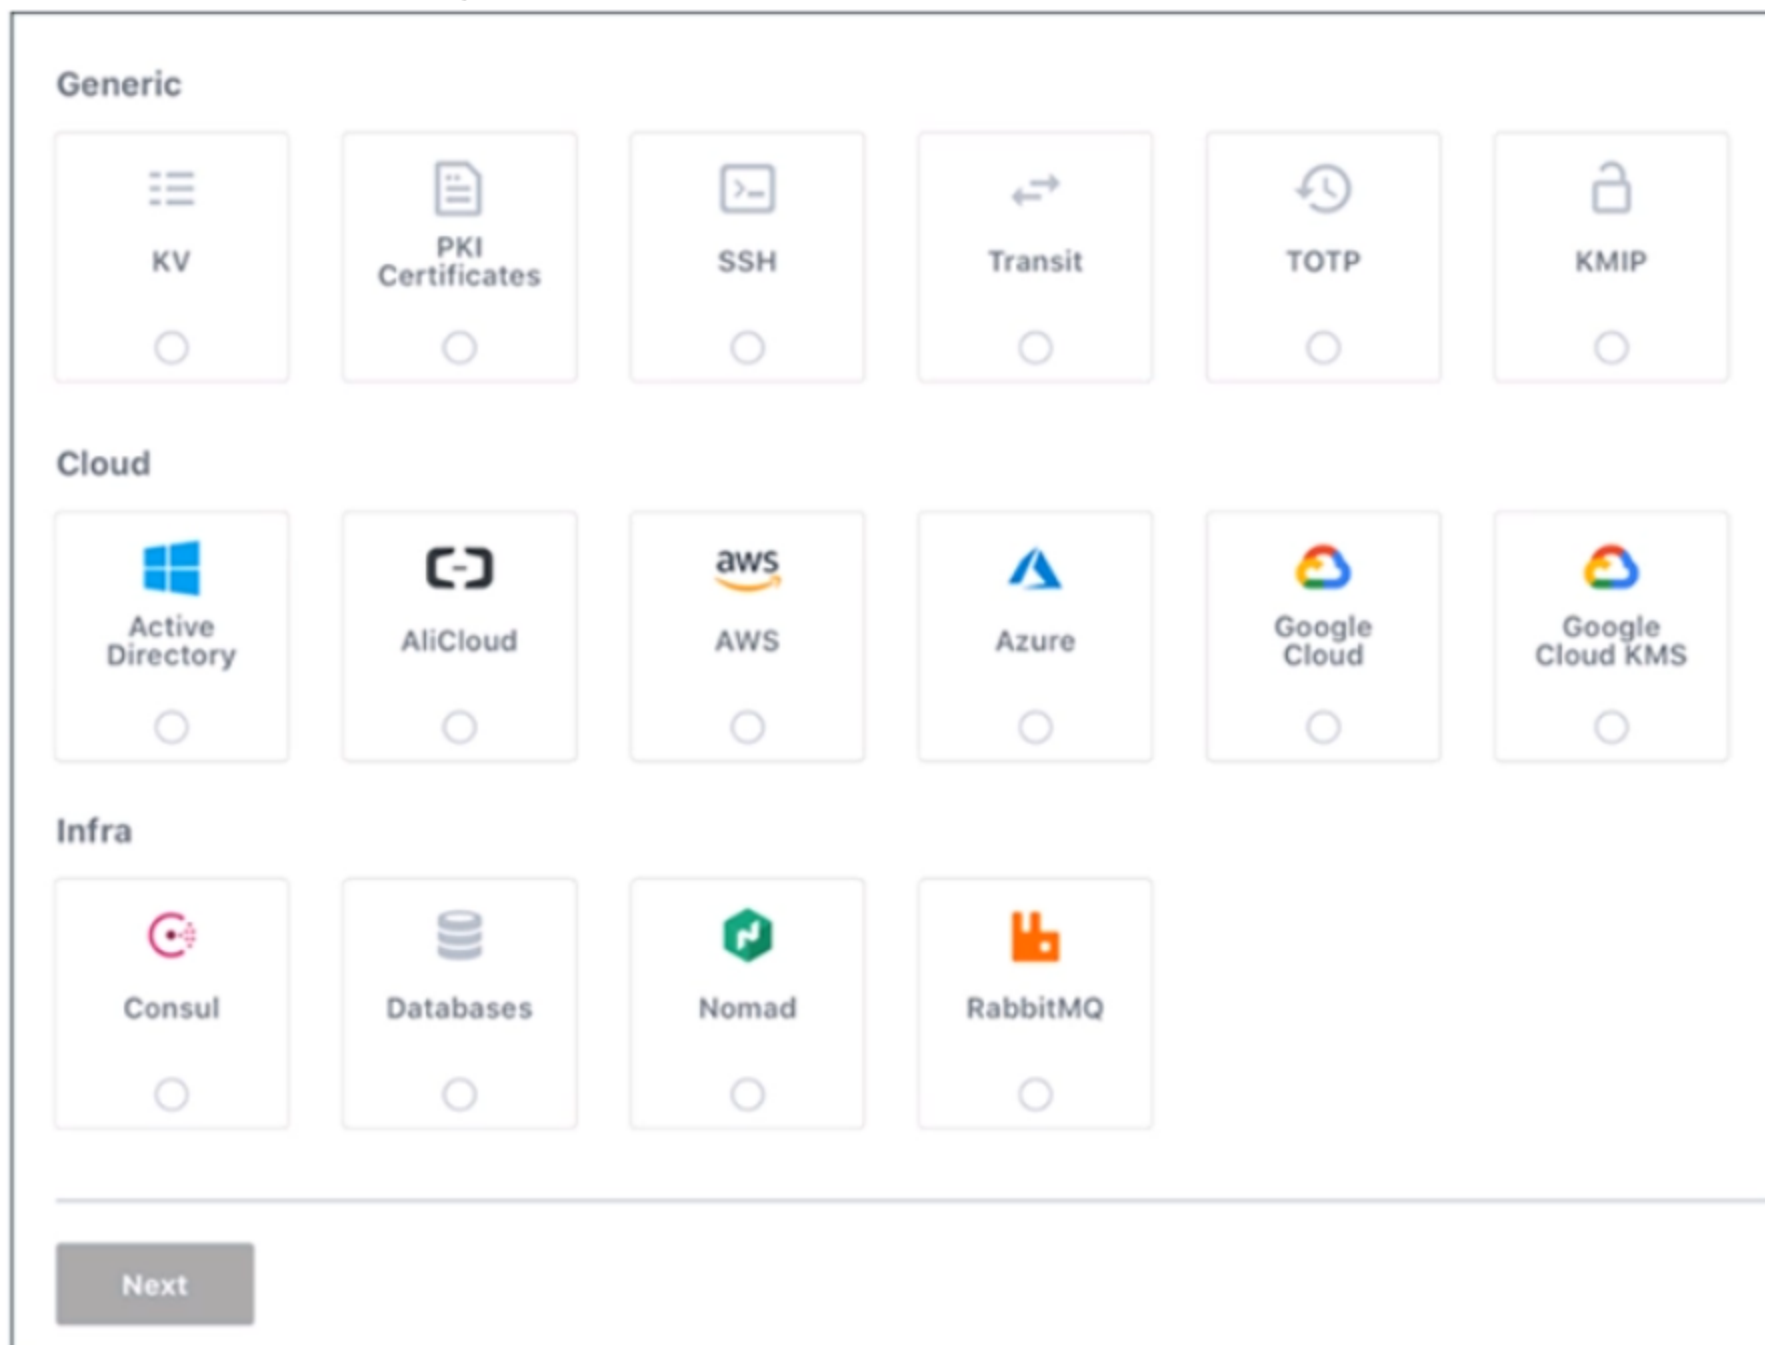 Generic
KV
PKI
Certificates
SSH
Transit
TOTP
KMIP
Cloud
Active
Directory
AliCloud
aws
AWS
Azure
Google
Cloud
Google
Cloud KMS
Infra
Consul
Databases
Nomad
RabbitMQ
Next